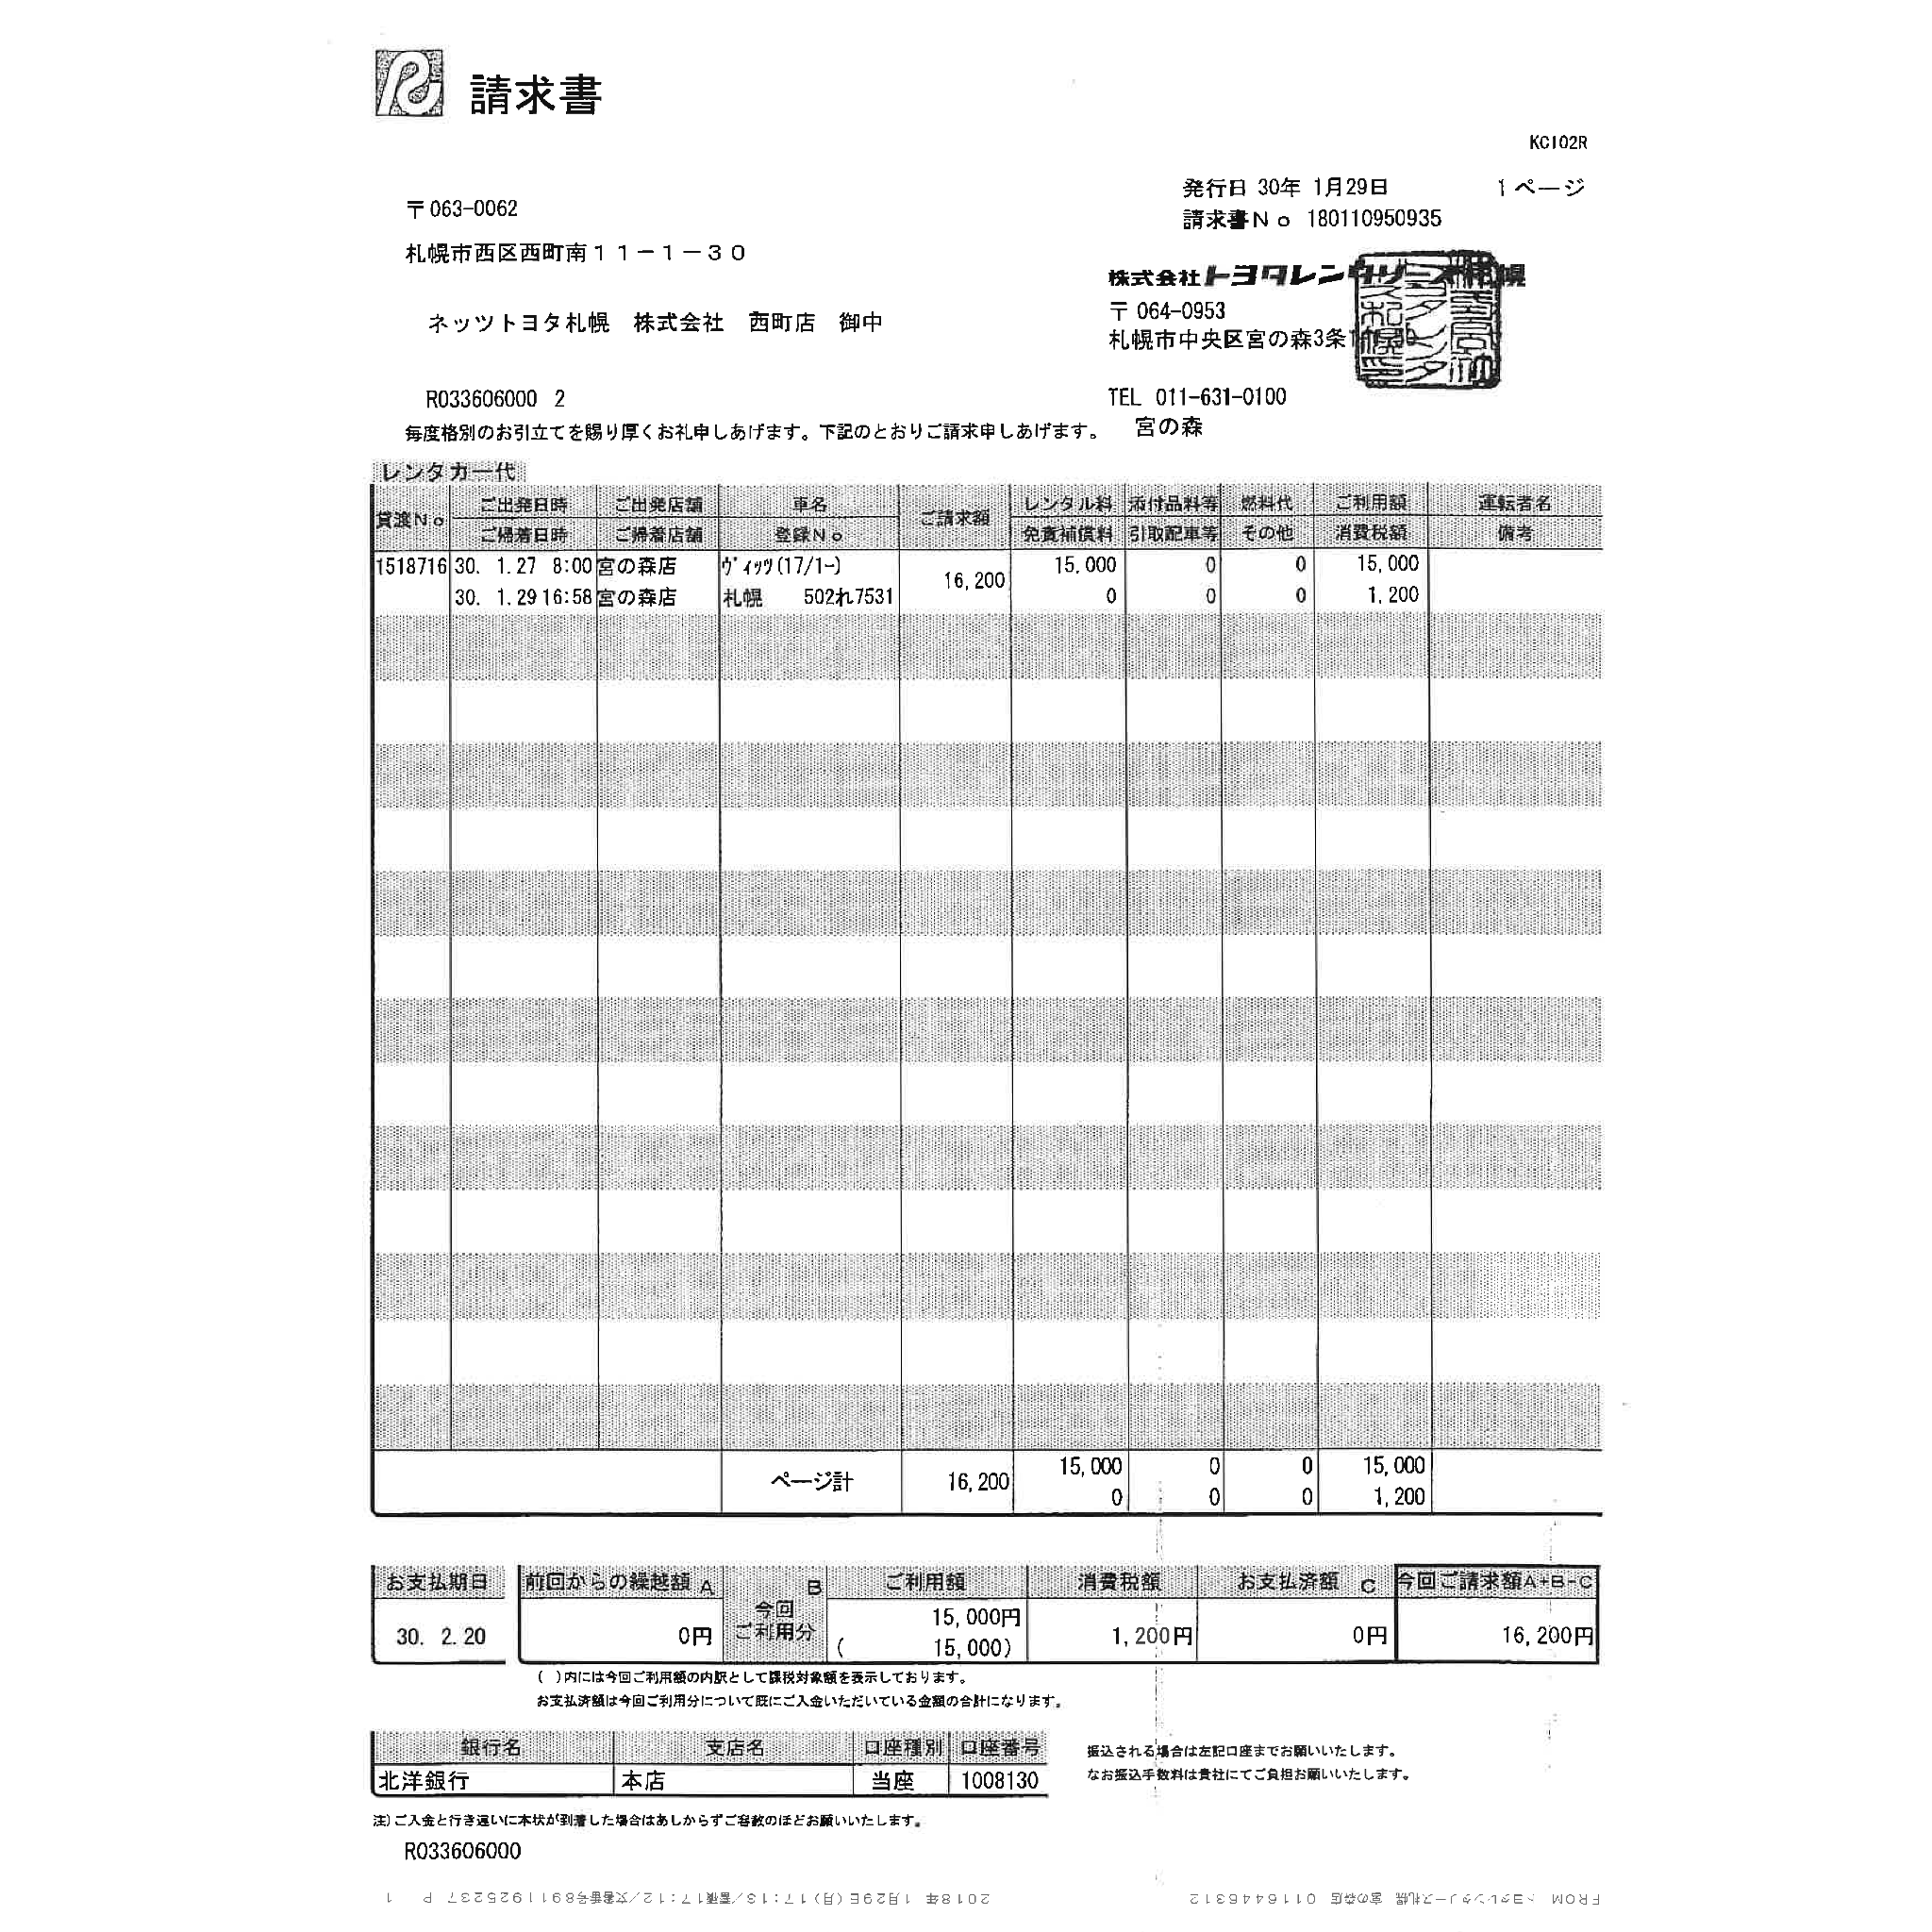 請求書
KC102R
発行日 30年 1月29日 1ページ
請求書No 180110950935
〒063-0062
札幌市西区西町南11-1-30
ネッツトヨタ札幌 株式会社 西町店 御中
R033606000 2
株式会社トヨタレンタリース札幌
〒064-0953
札幌市中央区宮の森3条
TEL 011-631-0100
宮の森
毎度格別のお引立てを賜り厚くお礼申しあげます。下記のとおりご請求申しあげます。
レンタカー代
貸渡No ご出発日時 ご出発店舗 車名 ご請求額 レンタル料 添付品料等 燃料代 ご利用額 運転者名
ご帰着日時 ご帰着店舗 登録No 免責補償料 引取配車等 その他 消費税額 備考
1518716 30. 1.27 8:00 宮の森店 ヴィッツ(17/1-) 16,200 15,000 0 0 15,000
30. 1.29 16:58 宮の森店 札幌 502れ7531 0 0 0 1,200
ページ計 16,200 15,000 0 0 15,000
0 0 0 1,200
お支払期日 前回からの繰越額 A B 今回ご利用分 ご利用額 消費税額 お支払済額 C 今回ご請求額A+B-C
30. 2.20 0円 15,000円 1,200円 0円 16,200円
( 15,000)
( )内には今回ご利用額の内訳として課税対象額を表示しております。
お支払済額は今回ご利用分について既にご入金いただいている金額の合計になります。
銀行名 支店名 口座種別 口座番号
北洋銀行 本店 当座 1008130
振込される場合は左記口座までお願いいたします。
なお振込手数料は貴社にてご負担お願いいたします。
注)ご入金と行き違いに本状が到着した場合はあしからずご容赦のほどお願いいたします。
R033606000
FROM トヨタレンタリース札幌 宮の森店 0116446312
2018年 1月29日(月)17:13/蓄積17:12/文書番号8911925237 P 1